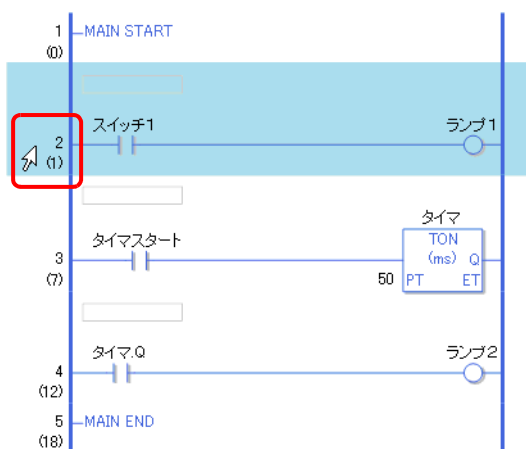 1 MAIN START
(0)
スイッチ1 ランプ1
2
(1)
タイマ
タイマスタート TON
3 (ms) Q
(7) 50 PT ET
タイマ.Q ランプ2
4
(12)
5 MAIN END
(18)